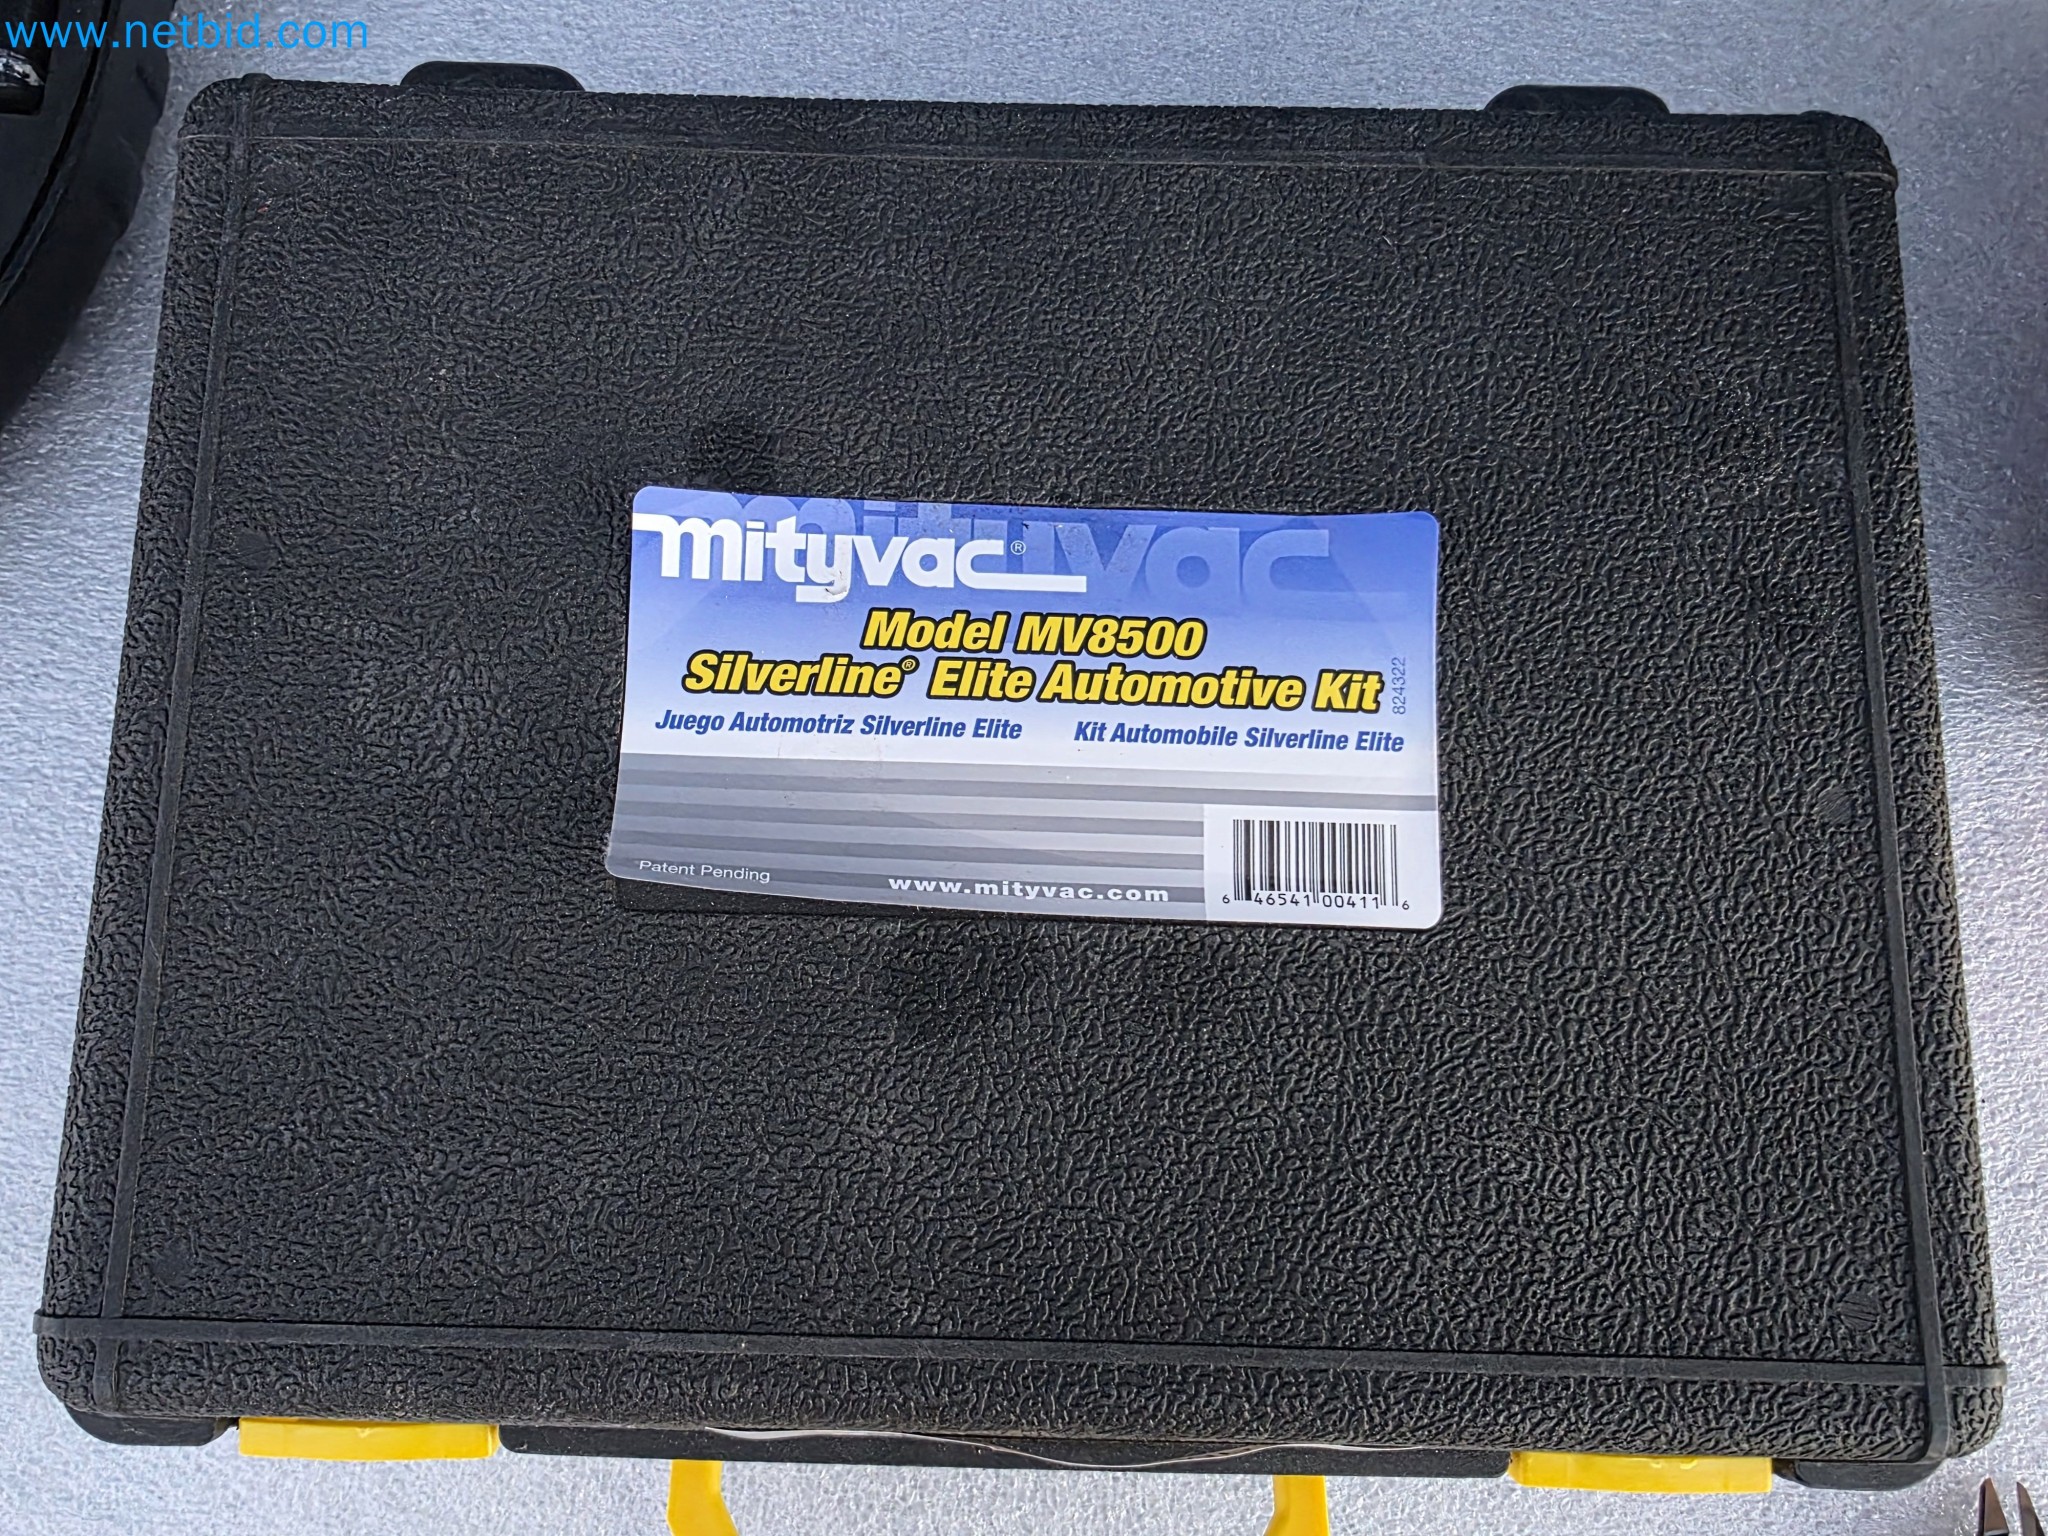 www.netbid.com
mityvac
mityvac®
Model MV8500
Silverline® Elite Automotive Kit
824322
Juego Automotriz Silverline Elite Kit Automobile Silverline Elite
Patent Pending
www.mityvac.com
6 46541 00411 6